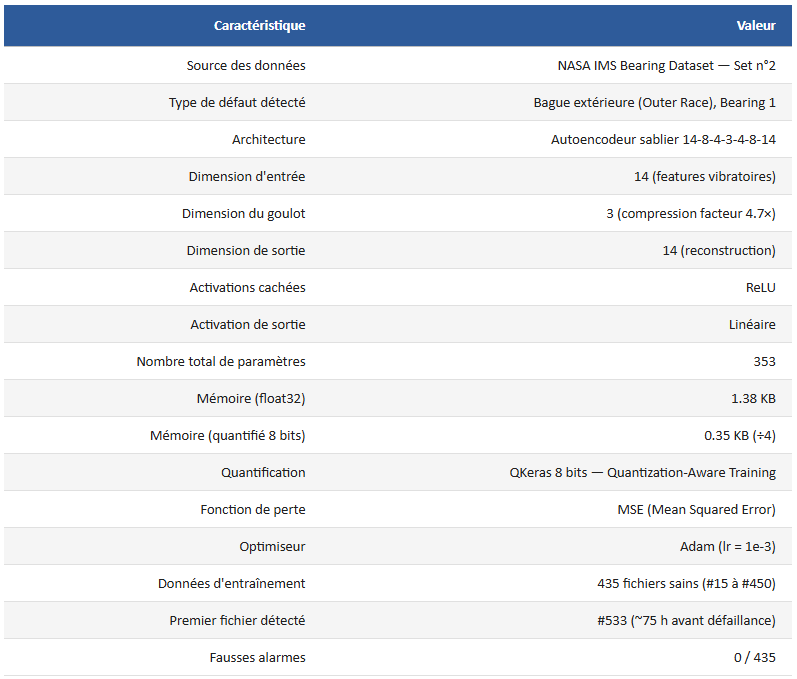 Caractéristique Valeur
Source des données NASA IMS Bearing Dataset — Set n°2
Type de défaut détecté Bague extérieure (Outer Race), Bearing 1
Architecture Autoencodeur sablier 14-8-4-3-4-8-14
Dimension d'entrée 14 (features vibratoires)
Dimension du goulot 3 (compression facteur 4.7×)
Dimension de sortie 14 (reconstruction)
Activations cachées ReLU
Activation de sortie Linéaire
Nombre total de paramètres 353
Mémoire (float32) 1.38 KB
Mémoire (quantifié 8 bits) 0.35 KB (÷4)
Quantification QKeras 8 bits — Quantization-Aware Training
Fonction de perte MSE (Mean Squared Error)
Optimiseur Adam (lr = 1e-3)
Données d'entraînement 435 fichiers sains (#15 à #450)
Premier fichier détecté #533 (~75 h avant défaillance)
Fausses alarmes 0 / 435